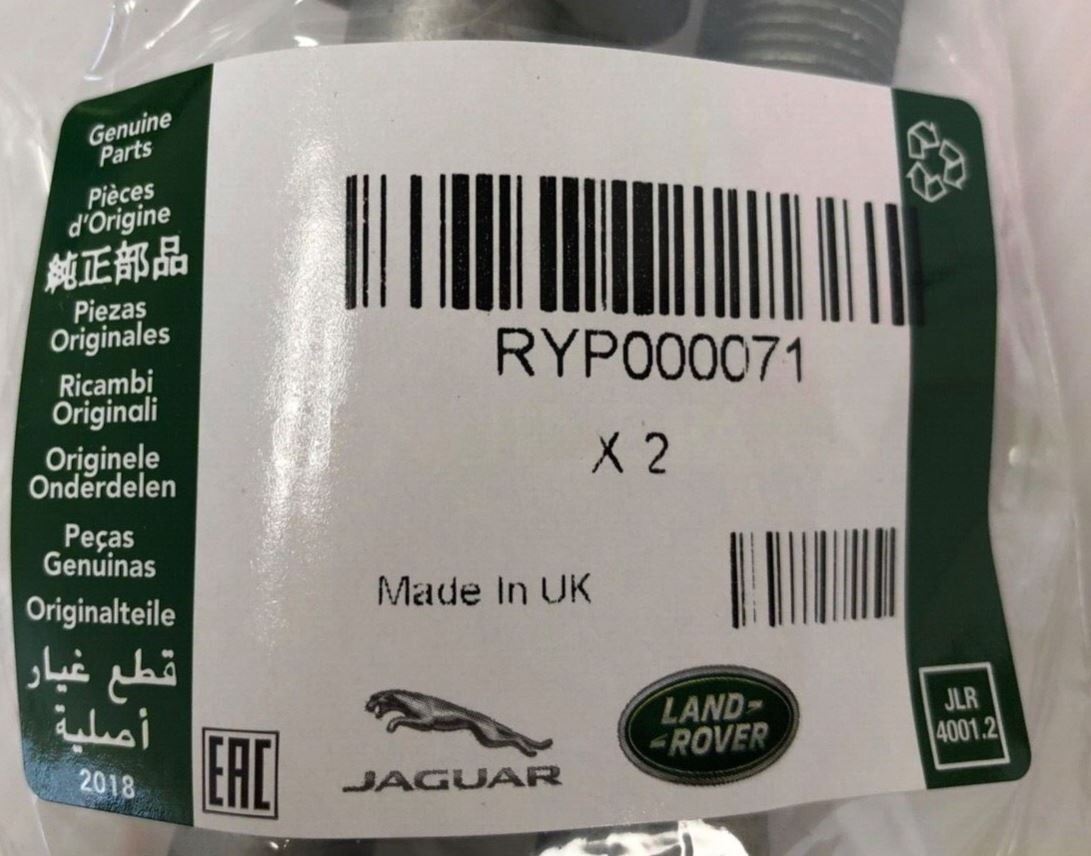 Genuine
Parts
Pièces
d'Origine
純正部品
Piezas
Originales
Ricambi
Originali
Originele
Onderdelen
Peças
Genuinas
Originalteile
قطع غيار
أصلية
2018
EAC
RYP000071
X 2
Made In UK
JAGUAR
LAND-
-ROVER
JLR
4001.2